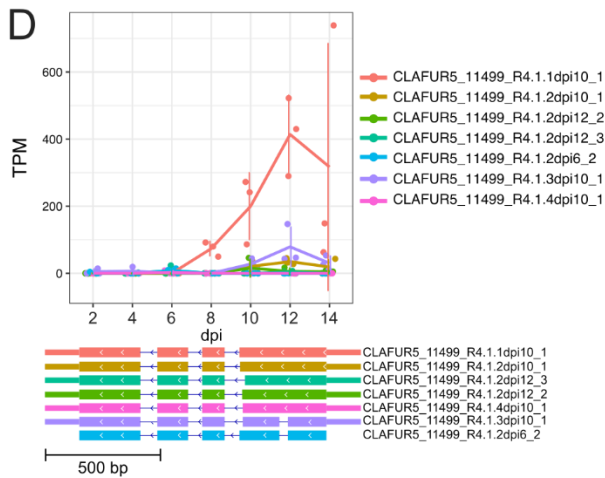 D
TPM
600
400
200
0
2 4 6 8 10 12 14
dpi
CLAFUR5_11499_R4.1.1dpi10_1
CLAFUR5_11499_R4.1.2dpi10_1
CLAFUR5_11499_R4.1.2dpi12_2
CLAFUR5_11499_R4.1.2dpi12_3
CLAFUR5_11499_R4.1.2dpi6_2
CLAFUR5_11499_R4.1.3dpi10_1
CLAFUR5_11499_R4.1.4dpi10_1
CLAFUR5_11499_R4.1.1dpi10_1
CLAFUR5_11499_R4.1.2dpi10_1
CLAFUR5_11499_R4.1.2dpi12_3
CLAFUR5_11499_R4.1.2dpi12_2
CLAFUR5_11499_R4.1.4dpi10_1
CLAFUR5_11499_R4.1.3dpi10_1
CLAFUR5_11499_R4.1.2dpi6_2
500 bp